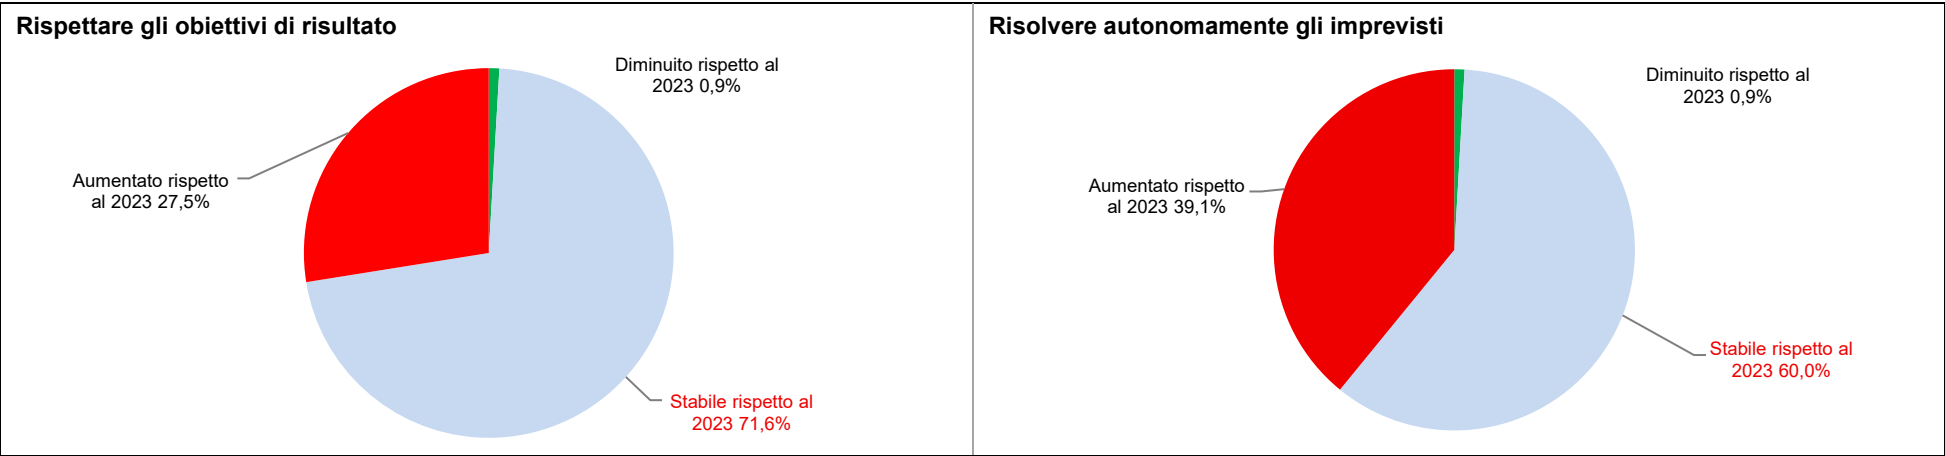 Rispettare gli obiettivi di risultato
Diminuito rispetto al
2023 0,9%
Aumentato rispetto
al 2023 27,5%
Stabile rispetto al
2023 71,6%
Risolvere autonomamente gli imprevisti
Diminuito rispetto al
2023 0,9%
Aumentato rispetto
al 2023 39,1%
Stabile rispetto al
2023 60,0%